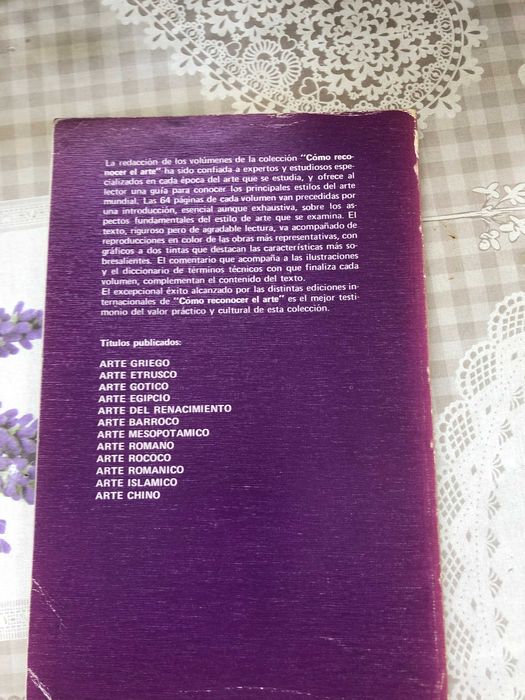 La redacción de los volúmenes de la colección "Cómo reco-
nocer el arte" ha sido confiada a expertos y estudiosos espe-
cializados en cada época del arte que se estudia, y ofrece al
lector una guía para conocer los principales estilos del arte
mundial. Las 64 páginas de cada volumen van precedidas por
una introducción, esencial aunque exhaustiva, sobre los as-
pectos fundamentales del estilo de arte que se examina. El
texto, riguroso pero de agradable lectura, va acompañado de
reproducciones en color de las obras más representativas, con
gráficos a dos tintas que destacan las características más so-
bresalientes. El comentario que acompaña a las ilustraciones
y el diccionario de términos técnicos con que finaliza cada
volumen, complementan el contenido del texto.
El excepcional éxito alcanzado por las distintas ediciones in-
ternacionales de "Cómo reconocer el arte" es el mejor testi-
monio del valor práctico y cultural de esta colección.
Títulos publicados:
ARTE GRIEGO
ARTE ETRUSCO
ARTE GOTICO
ARTE EGIPCIO
ARTE DEL RENACIMIENTO
ARTE BARROCO
ARTE MESOPOTAMICO
ARTE ROMANO
ARTE ROCOCO
ARTE ROMANICO
ARTE ISLAMICO
ARTE CHINO